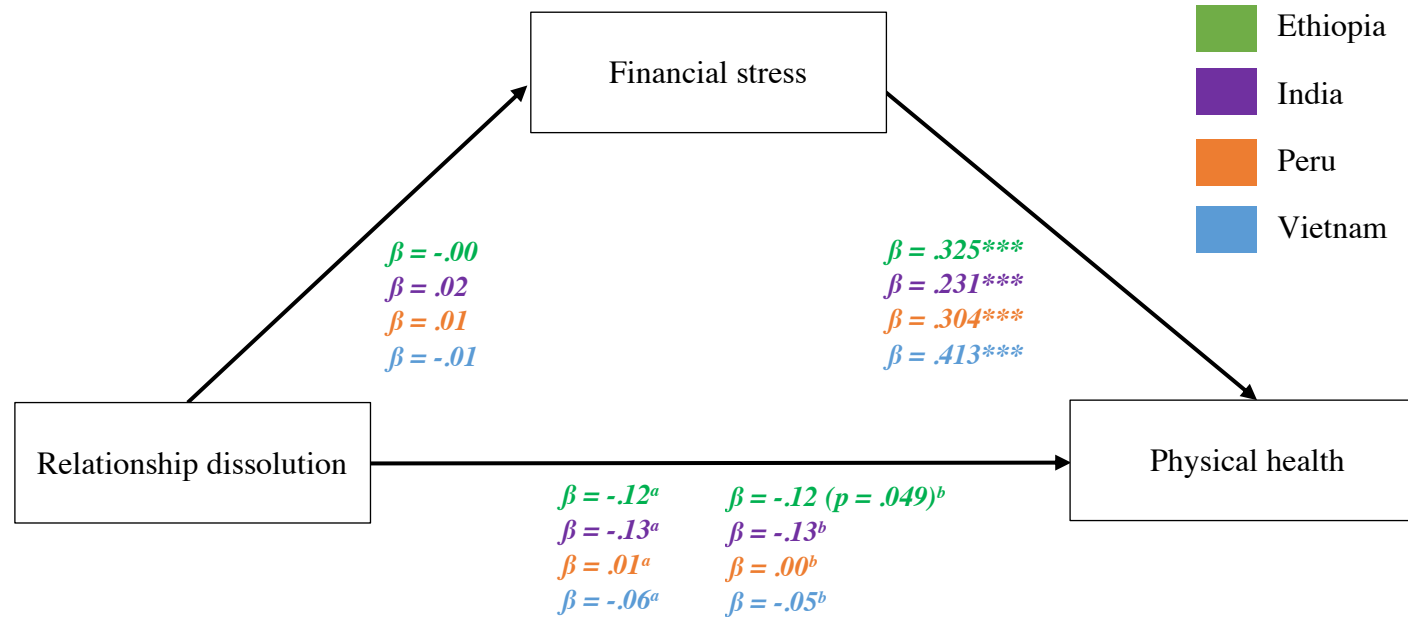 Financial stress
Ethiopia
India
Peru
Vietnam
β = -.00
β = .02
β = .01
β = -.01
β = .325***
β = .231***
β = .304***
β = .413***
Relationship dissolution
Physical health
β = -.12ᵃ
β = -.13ᵃ
β = .01ᵃ
β = -.06ᵃ
β = -.12 (p = .049)ᵇ
β = -.13ᵇ
β = .00ᵇ
β = -.05ᵇ